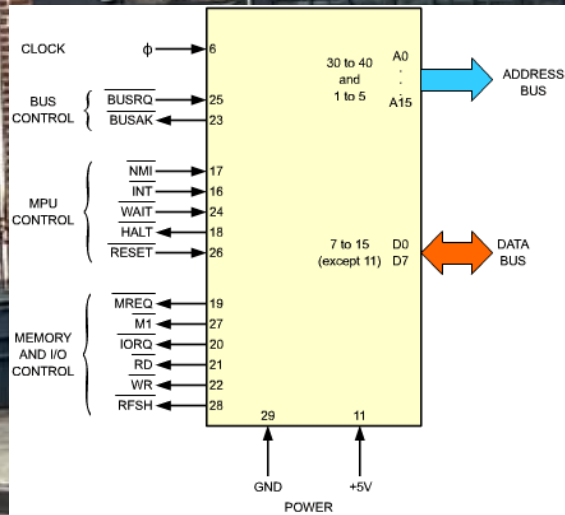 CLOCK ϕ 6
BUS CONTROL
BUSRQ 25
BUSAK 23
MPU CONTROL
NMI 17
INT 16
WAIT 24
HALT 18
RESET 26
MEMORY AND I/O CONTROL
MREQ 19
M1 27
IORQ 20
RD 21
WR 22
RFSH 28
30 to 40
and
1 to 5
A0
.
.
.
A15
ADDRESS
BUS
7 to 15 D0
(except 11) D7
DATA
BUS
29 11
GND +5V
POWER